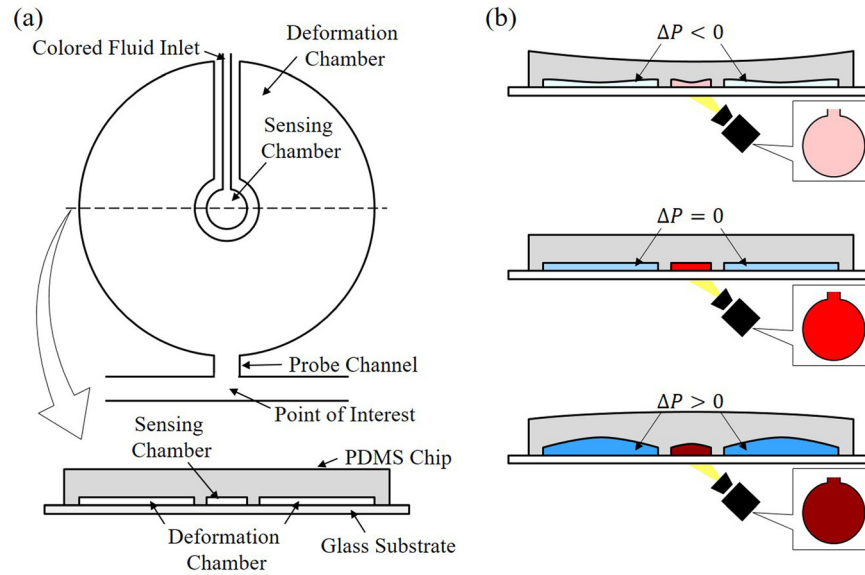 (a)
Colored Fluid Inlet
Deformation
Chamber
Sensing
Chamber
Probe Channel
Point of Interest
Sensing
Chamber
PDMS Chip
Deformation
Chamber
Glass Substrate
(b)
ΔP < 0
ΔP = 0
ΔP > 0